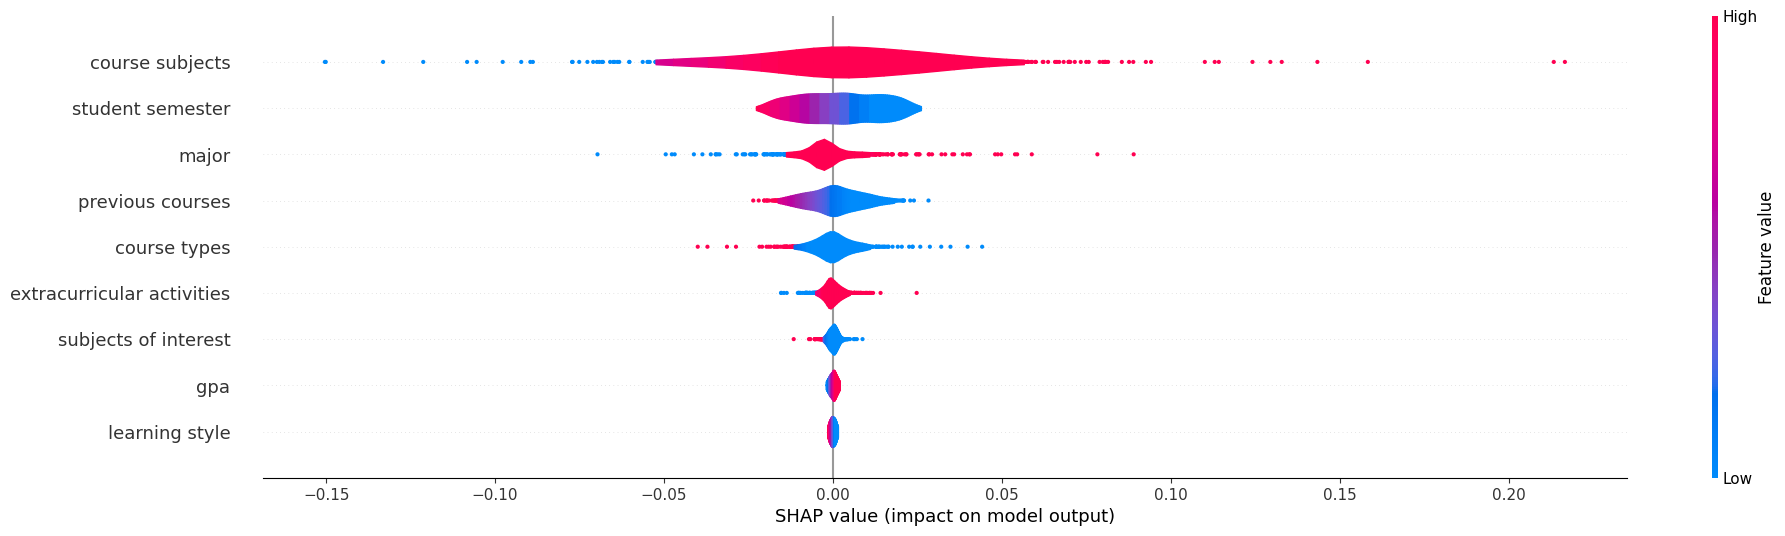 course subjects
student semester
major
previous courses
course types
extracurricular activities
subjects of interest
gpa
learning style
−0.15 −0.10 −0.05 0.00 0.05 0.10 0.15 0.20
SHAP value (impact on model output)
High
Feature value
Low